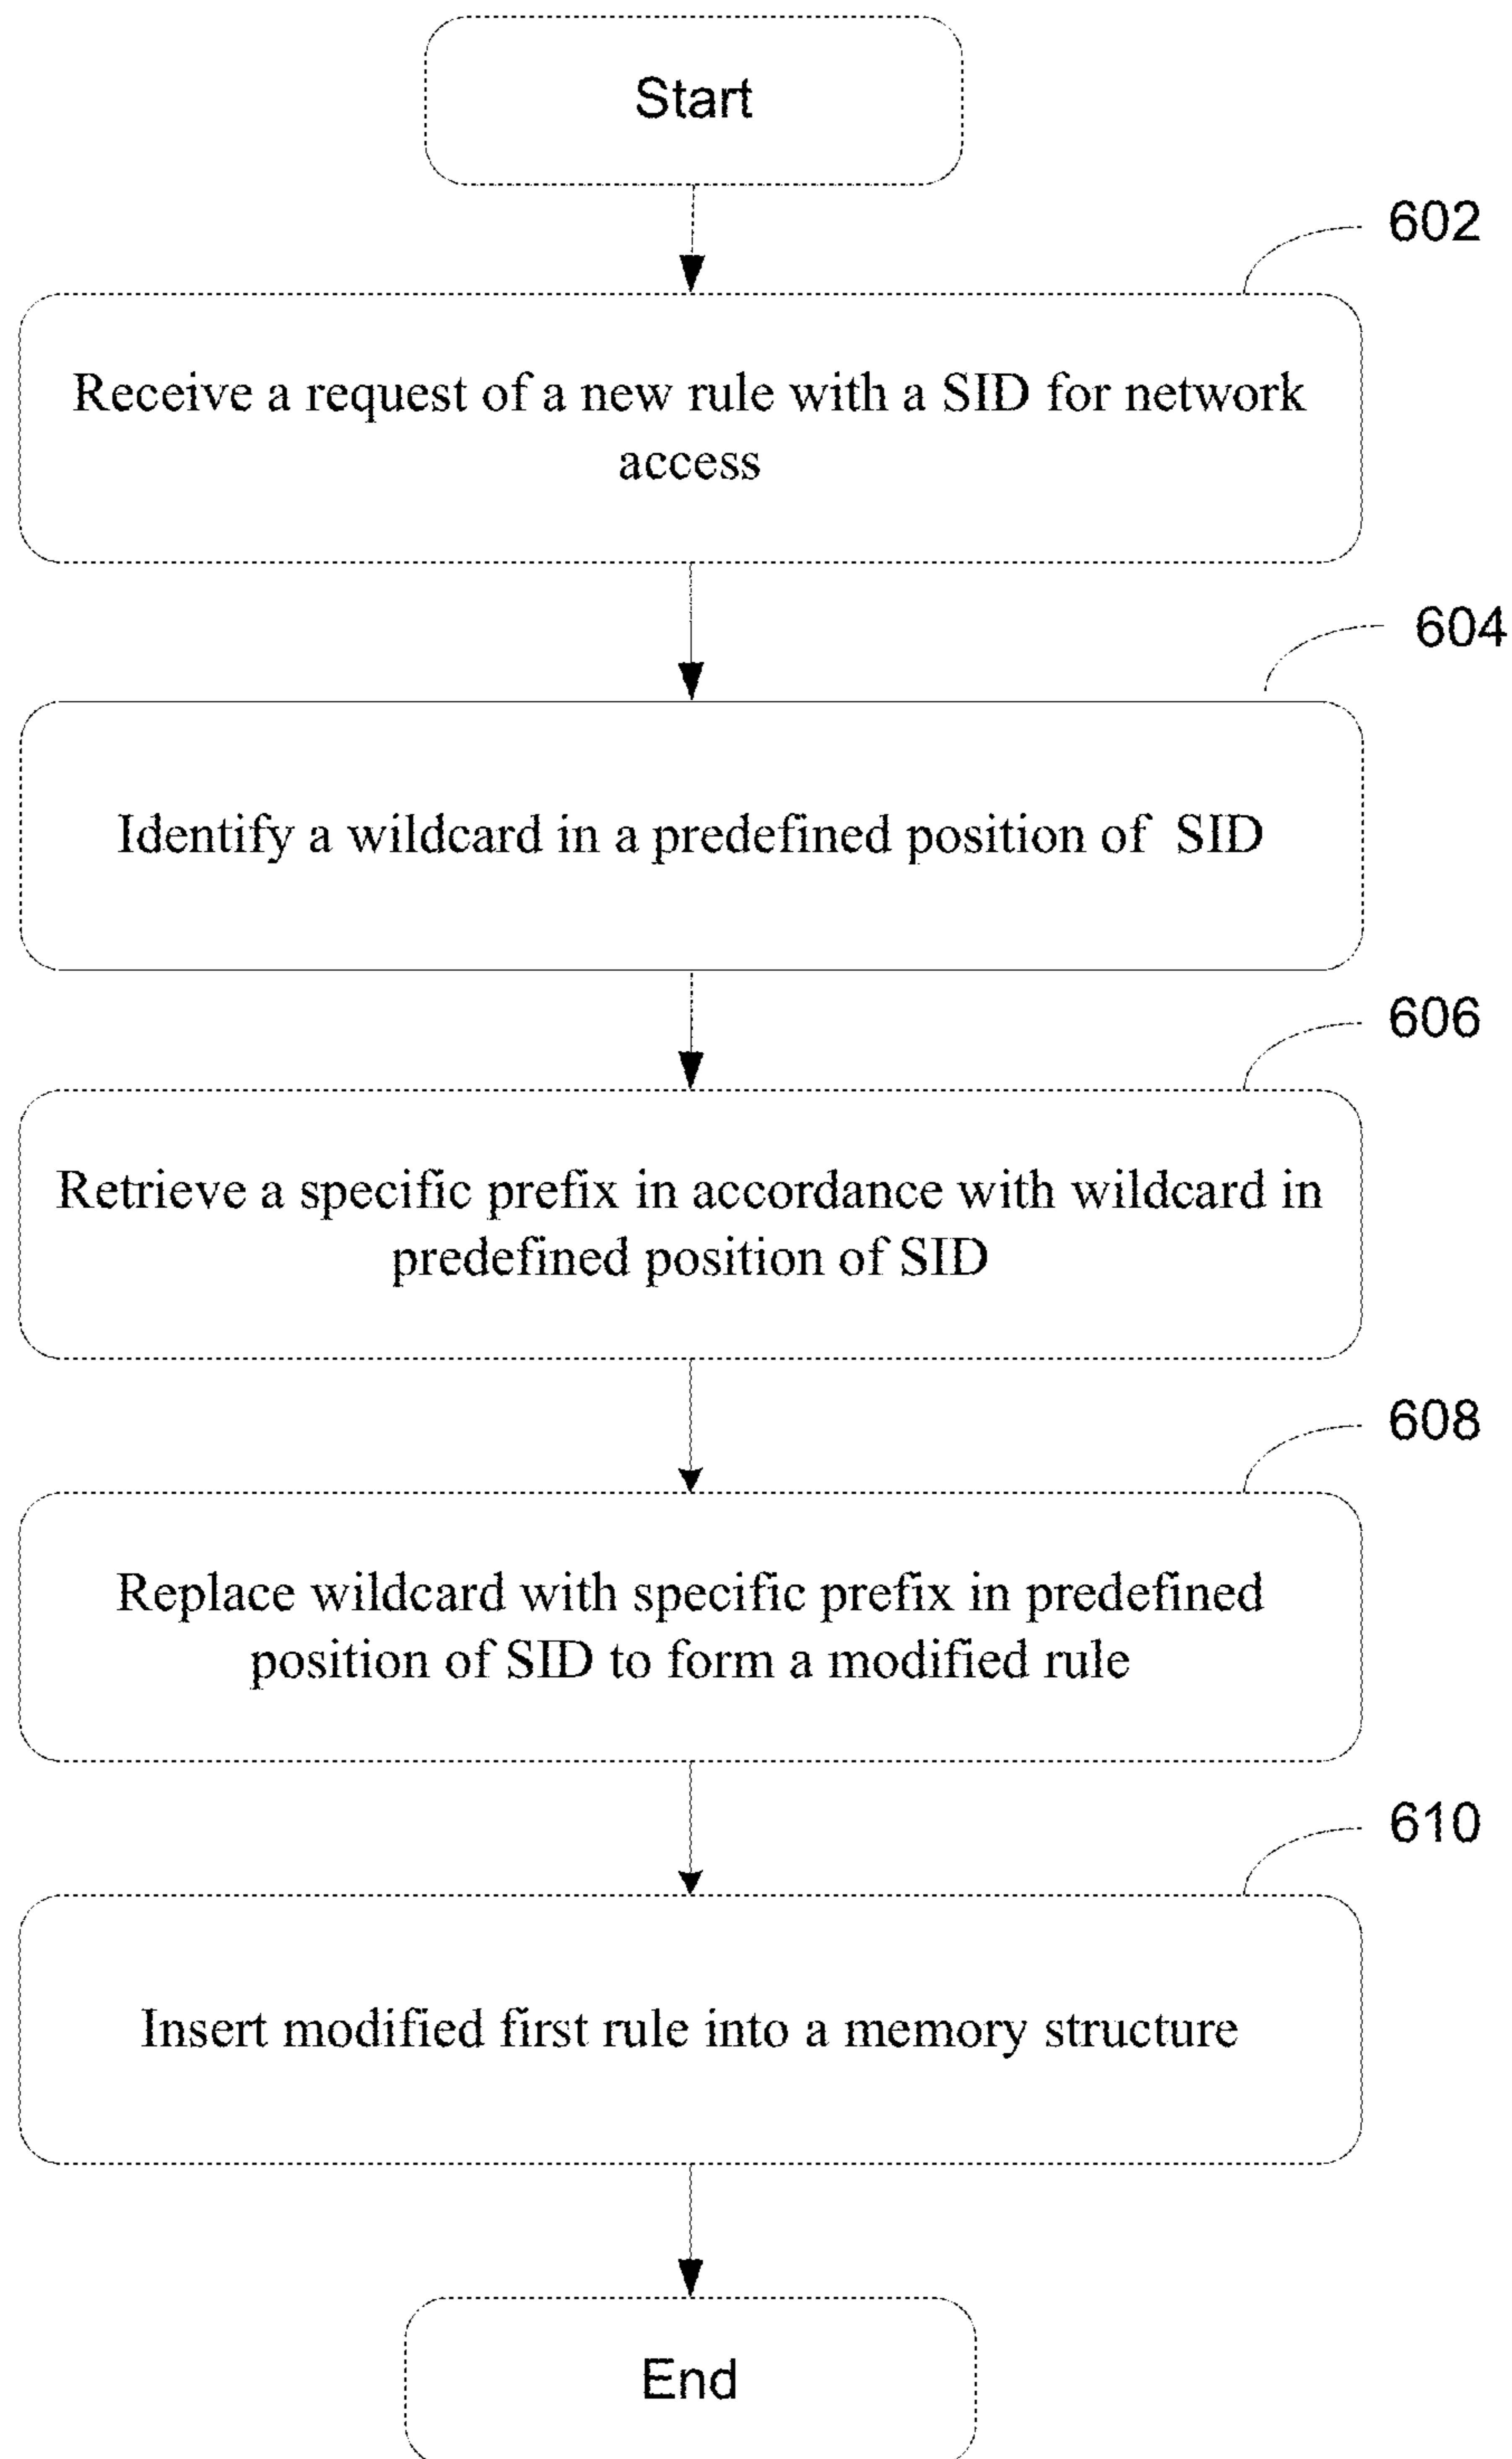 Start
602
Receive a request of a new rule with a SID for network
access
604
Identify a wildcard in a predefined position of SID
606
Retrieve a specific prefix in accordance with wildcard in
predefined position of SID
608
Replace wildcard with specific prefix in predefined
position of SID to form a modified rule
610
Insert modified first rule into a memory structure
End